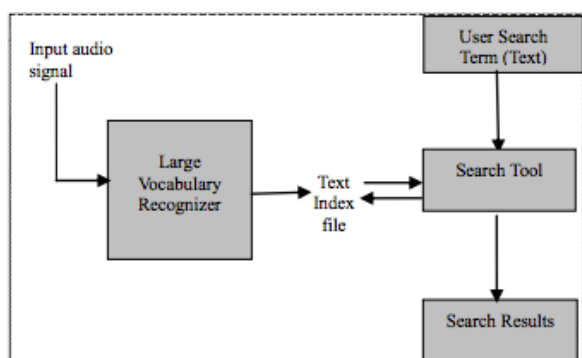 Input audio
signal
User Search
Term (Text)
Large
Vocabulary
Recognizer
Text
Index
file
Search Tool
Search Results